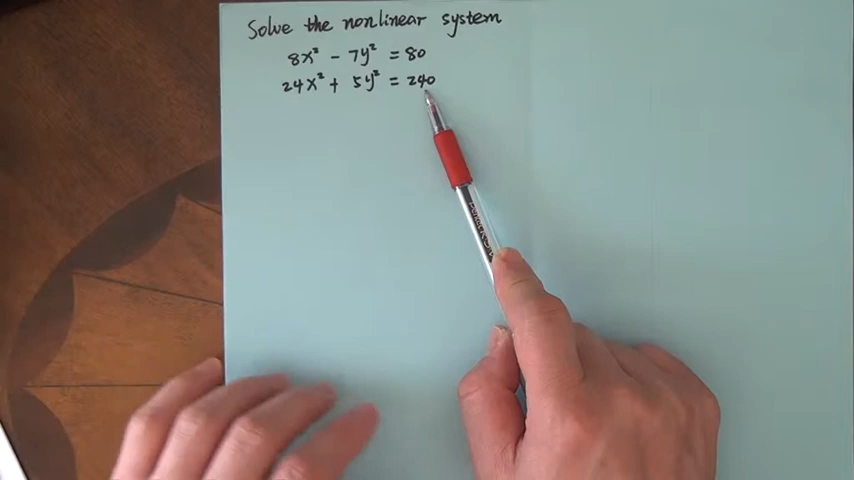 Solve the nonlinear system
8x² - 7y² = 80
24x² + 5y² = 240